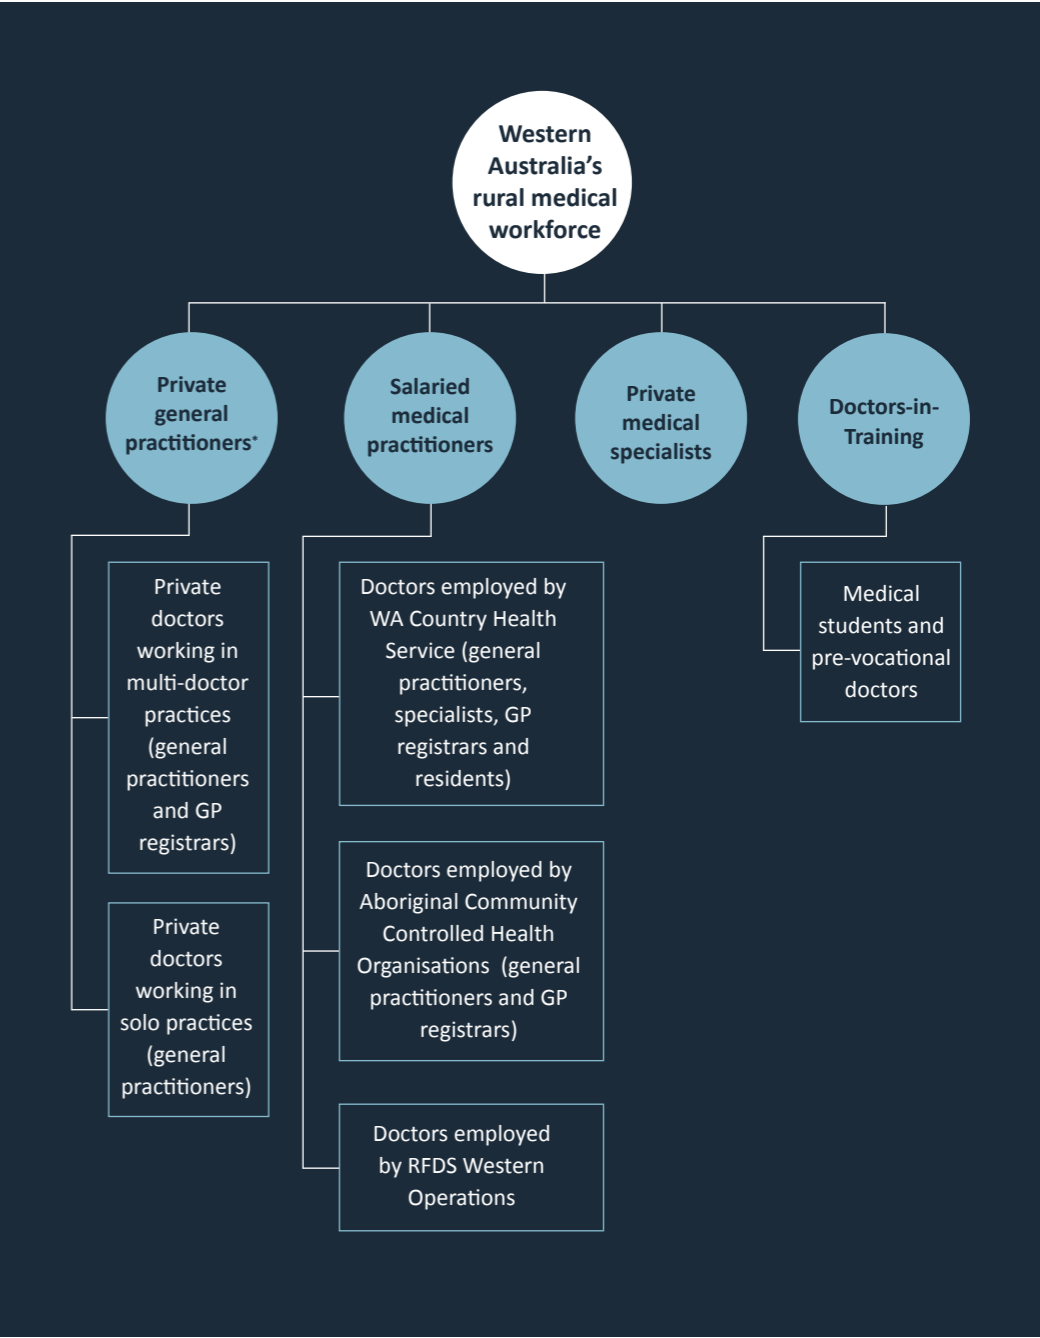 Western
Australia’s
rural medical
workforce
Private
general
practitioners*
Salaried
medical
practitioners
Private
medical
specialists
Doctors-in-
Training
Private
doctors
working in
multi-doctor
practices
(general
practitioners
and GP
registrars)
Private
doctors
working in
solo practices
(general
practitioners)
Doctors employed by
WA Country Health
Service (general
practitioners,
specialists, GP
registrars and
residents)
Doctors employed by
Aboriginal Community
Controlled Health
Organisations (general
practitioners and GP
registrars)
Doctors employed
by RFDS Western
Operations
Medical
students and
pre-vocational
doctors